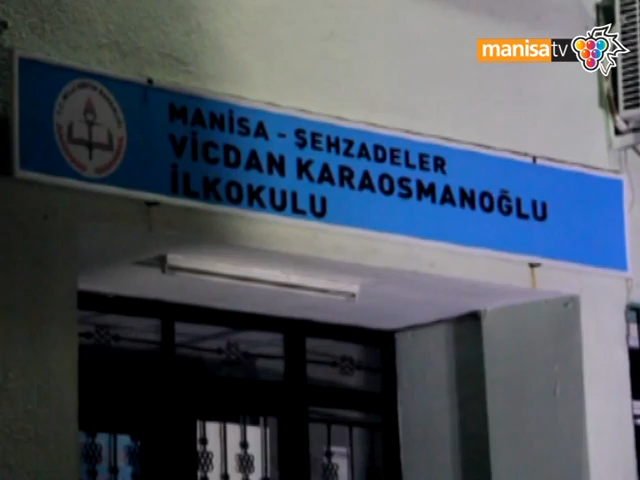 manisatv
MANİSA - ŞEHZADELER
VİCDAN KARAOSMANOĞLU
İLKOKULU